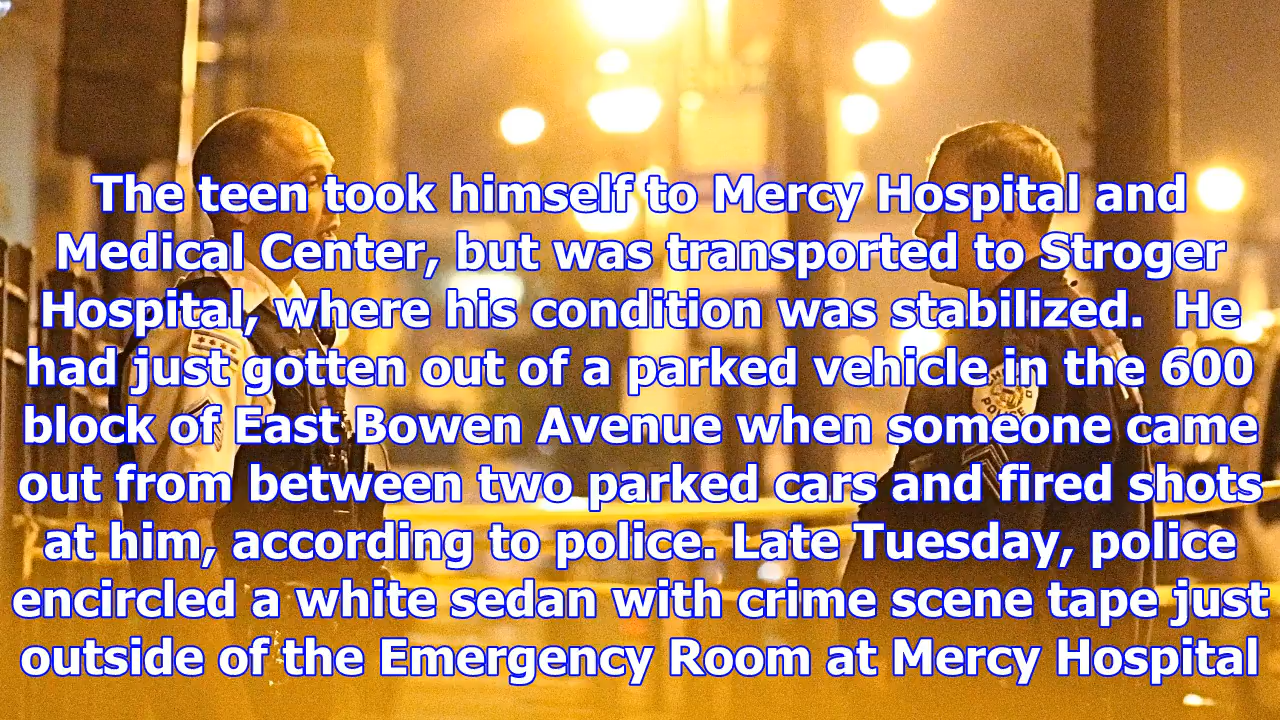 The teen took himself to Mercy Hospital and
Medical Center, but was transported to Stroger
Hospital, where his condition was stabilized.  He
had just gotten out of a parked vehicle in the 600
block of East Bowen Avenue when someone came
out from between two parked cars and fired shots
at him, according to police. Late Tuesday, police
encircled a white sedan with crime scene tape just
outside of the Emergency Room at Mercy Hospital